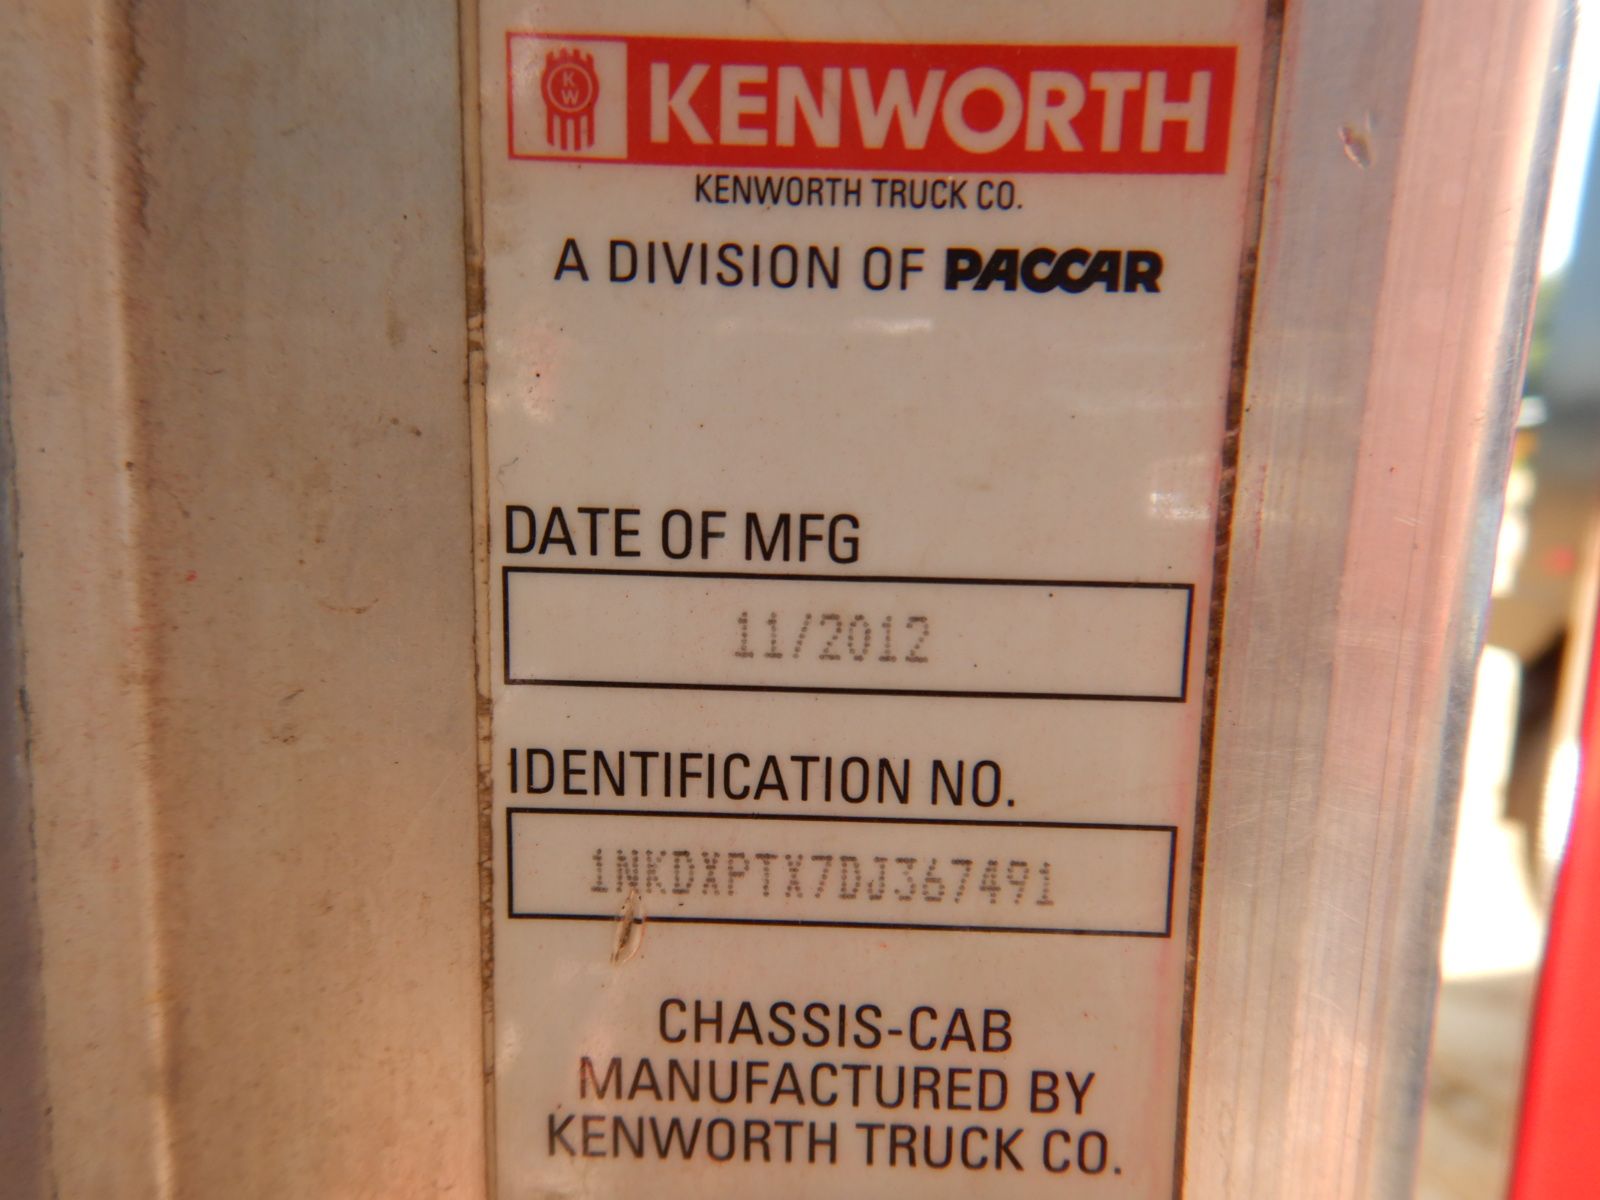 K
W
KENWORTH
KENWORTH TRUCK CO.
A DIVISION OF PACCAR
DATE OF MFG
11/2012
IDENTIFICATION NO.
1NKDXPTX7DJ367491
CHASSIS-CAB
MANUFACTURED BY
KENWORTH TRUCK CO.